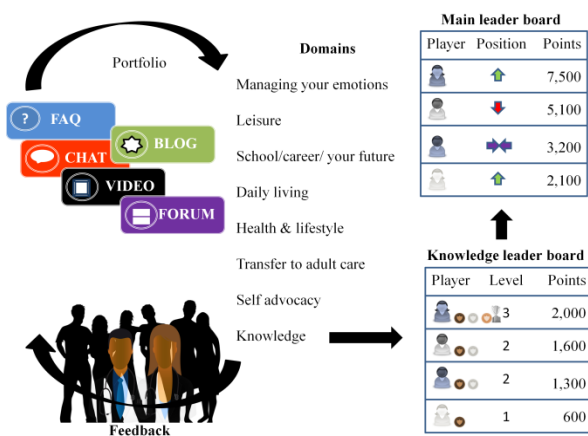 Portfolio
? FAQ
BLOG
CHAT
VIDEO
FORUM
Feedback
Domains
Managing your emotions
Leisure
School/career/ your future
Daily living
Health & lifestyle
Transfer to adult care
Self advocacy
Knowledge
Main leader board
Player Position Points
7,500
5,100
3,200
2,100
Knowledge leader board
Player Level Points
3 2,000
2 1,600
2 1,300
1 600